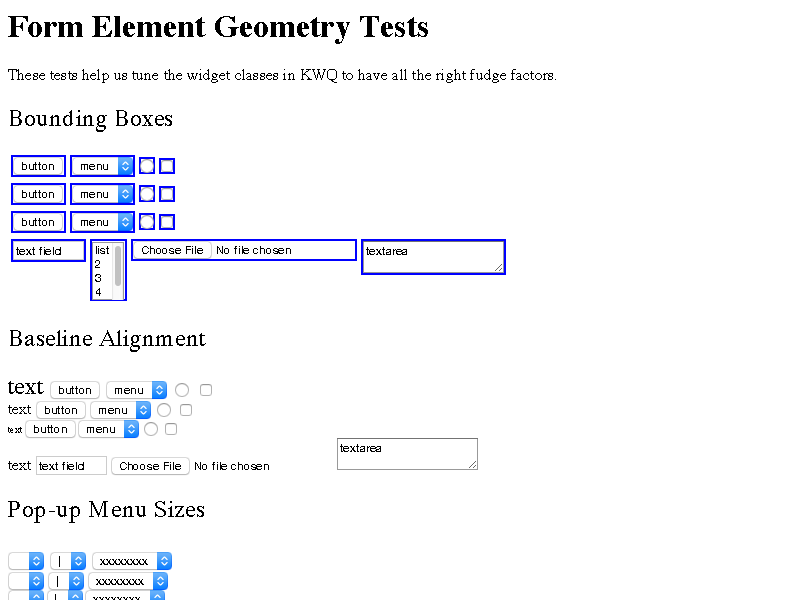 Form Element Geometry Tests
These tests help us tune the widget classes in KWQ to have all the right fudge factors.
Bounding Boxes
button menu
button menu
button menu
text field list Choose File No file chosen textarea
2
3
4
Baseline Alignment
text button menu
text button menu
text button menu
textarea
text text field Choose File No file chosen
Pop-up Menu Sizes
| xxxxxxxx
| xxxxxxxx
| xxxxxxxx